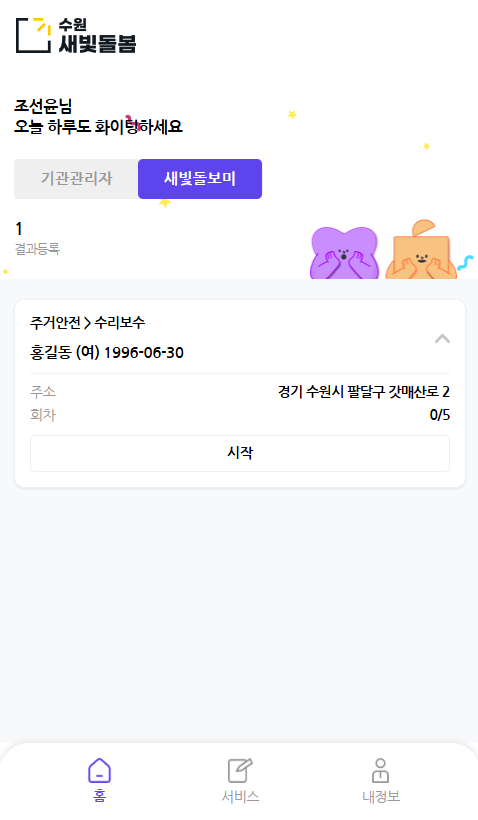 수원
새빛돌봄
조선윤님
오늘 하루도 화이팅하세요
기관관리자
새빛돌보미
1
결과등록
주거안전 > 수리보수
홍길동 (여) 1996-06-30
주소 경기 수원시 팔달구 갓매산로 2
회차 0/5
시작
홈
서비스
내정보